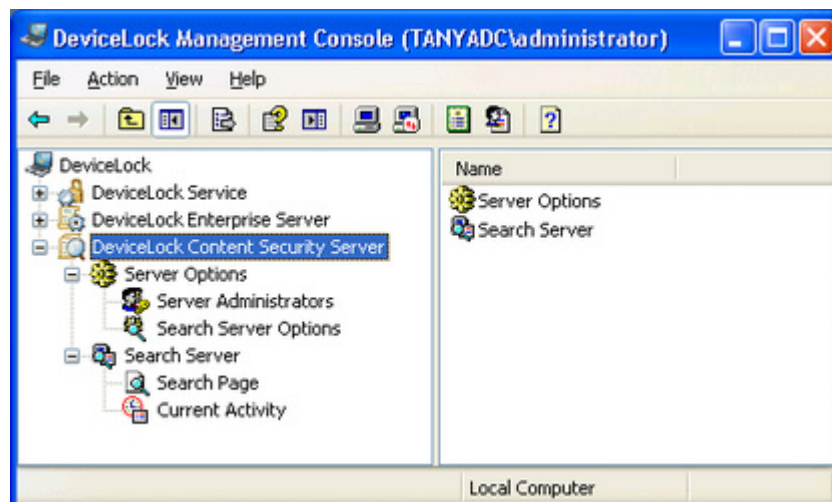 DeviceLock Management Console (TANYADC\administrator)
File Action View Help
DeviceLock
DeviceLock Service
DeviceLock Enterprise Server
DeviceLock Content Security Server
Server Options
Server Administrators
Search Server Options
Search Server
Search Page
Current Activity
Name
Server Options
Search Server
Local Computer